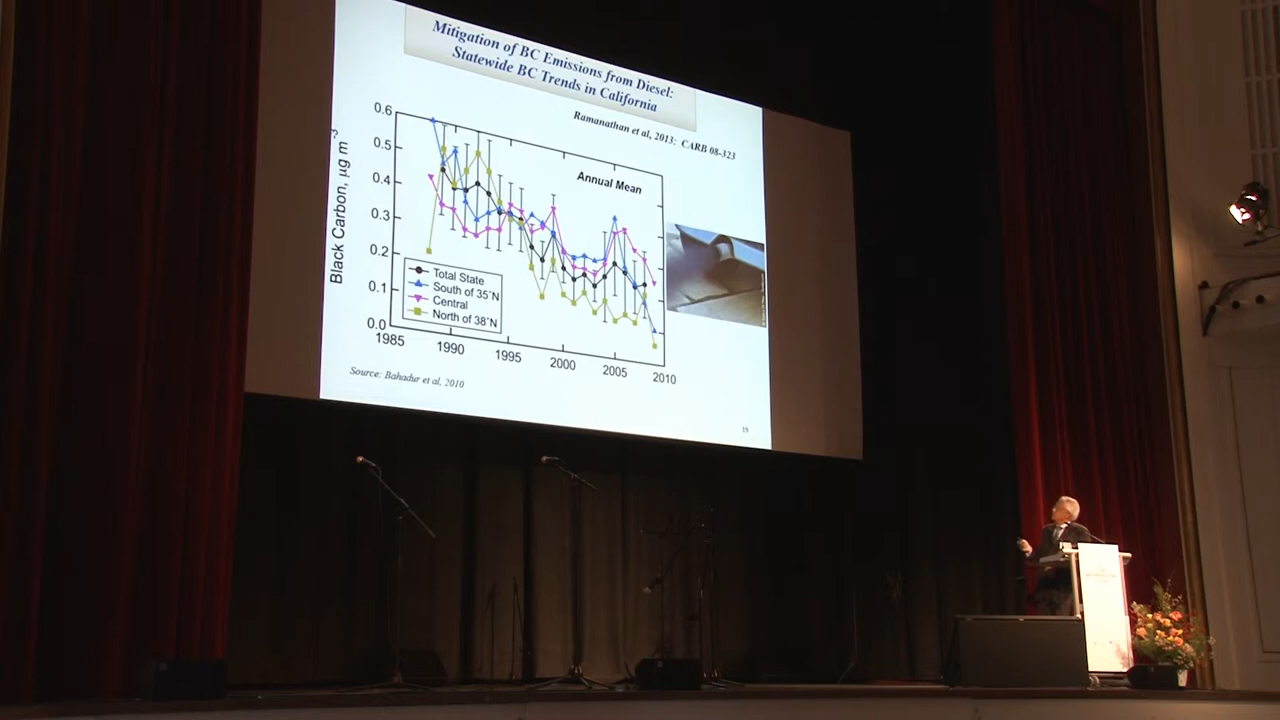 Mitigation of BC Emissions from Diesel:
Statewide BC Trends in California
Ramanathan et al, 2013: CARB 08-323
Annual Mean
Black Carbon, µg m⁻³
0.6
0.5
0.4
0.3
0.2
0.1
0.0
Total State
South of 35°N
Central
North of 38°N
1985
1990
1995
2000
2005
2010
Source: Bahadur et al, 2010
19